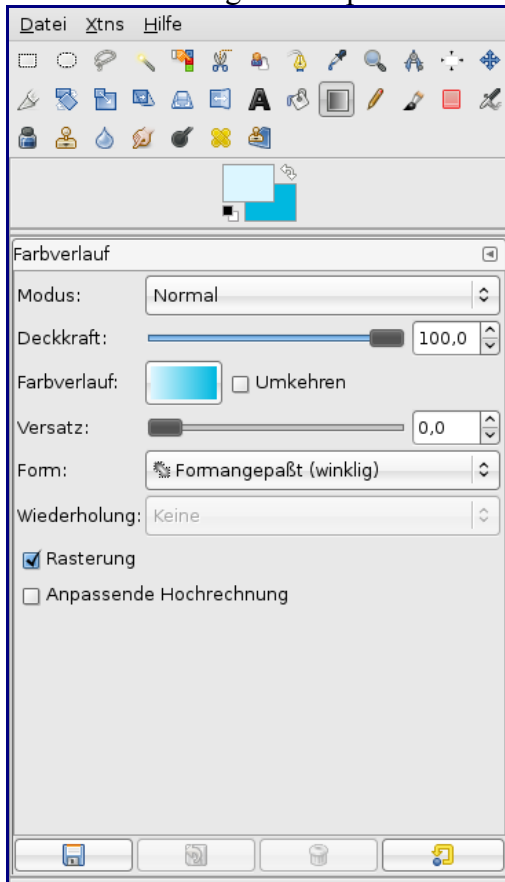 Datei Xtns Hilfe
Farbverlauf
Modus: Normal
Deckkraft: 100,0
Farbverlauf: Umkehren
Versatz: 0,0
Form: Formangepaßt (winklig)
Wiederholung: Keine
Rasterung
Anpassende Hochrechnung